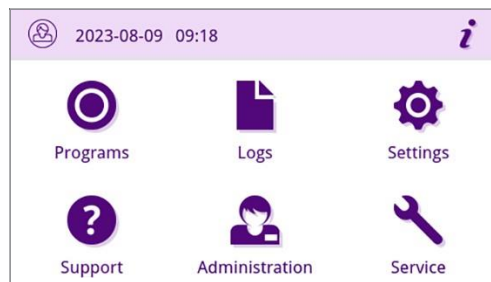 2023-08-09 09:18 i
Programs Logs Settings
?
Support Administration Service